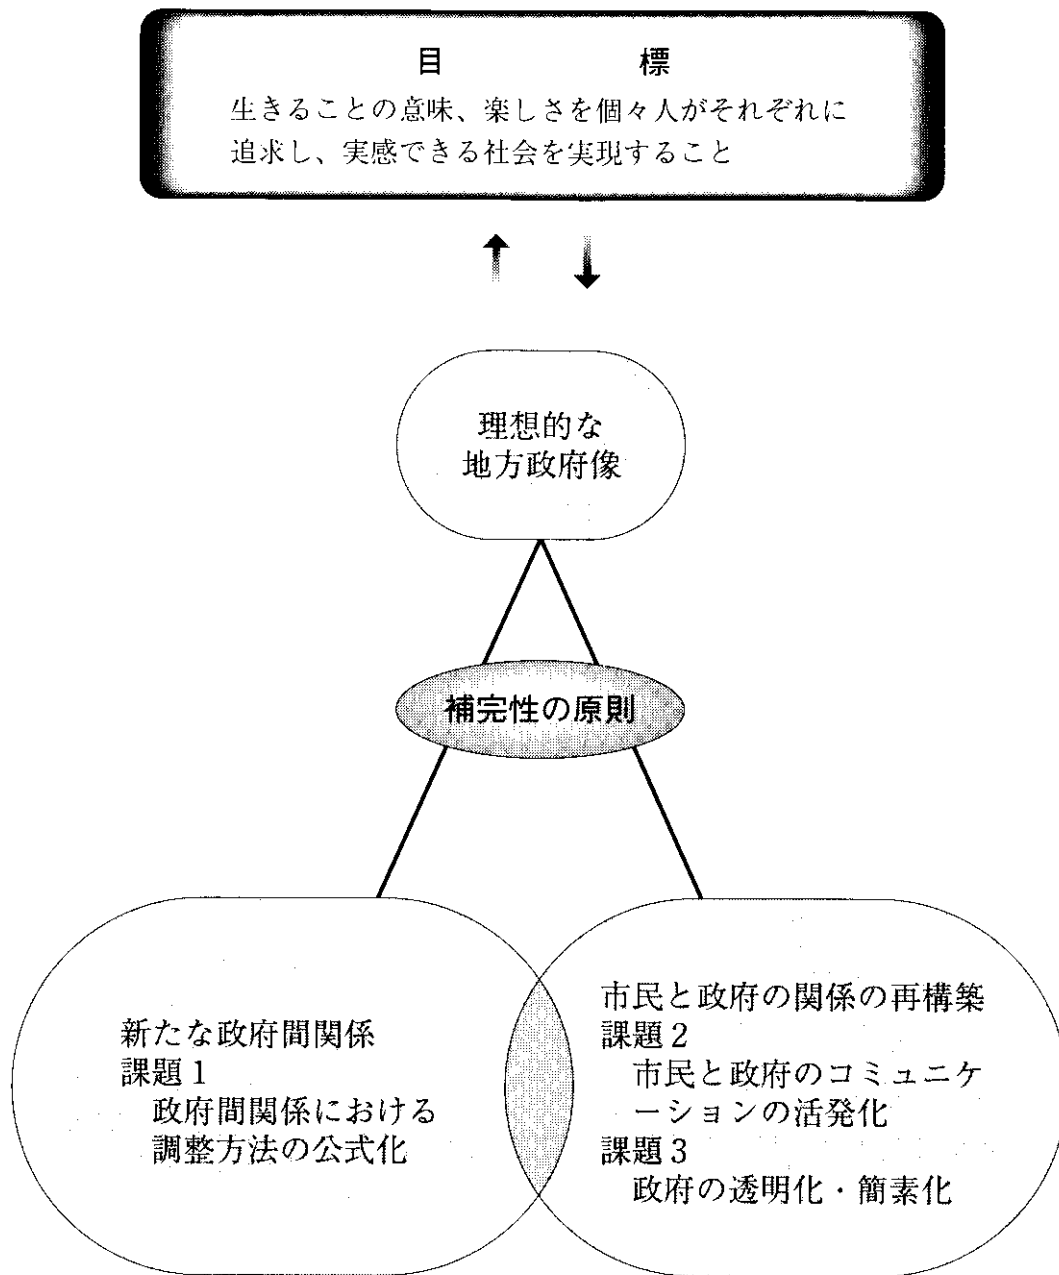 目　標
生きることの意味、楽しさを個々人がそれぞれに
追求し、実感できる社会を実現すること
理想的な
地方政府像
補完性の原則
新たな政府間関係
課題１
政府間関係における
調整方法の公式化
市民と政府の関係の再構築
課題２
市民と政府のコミュニケ
ーションの活発化
課題３
政府の透明化・簡素化